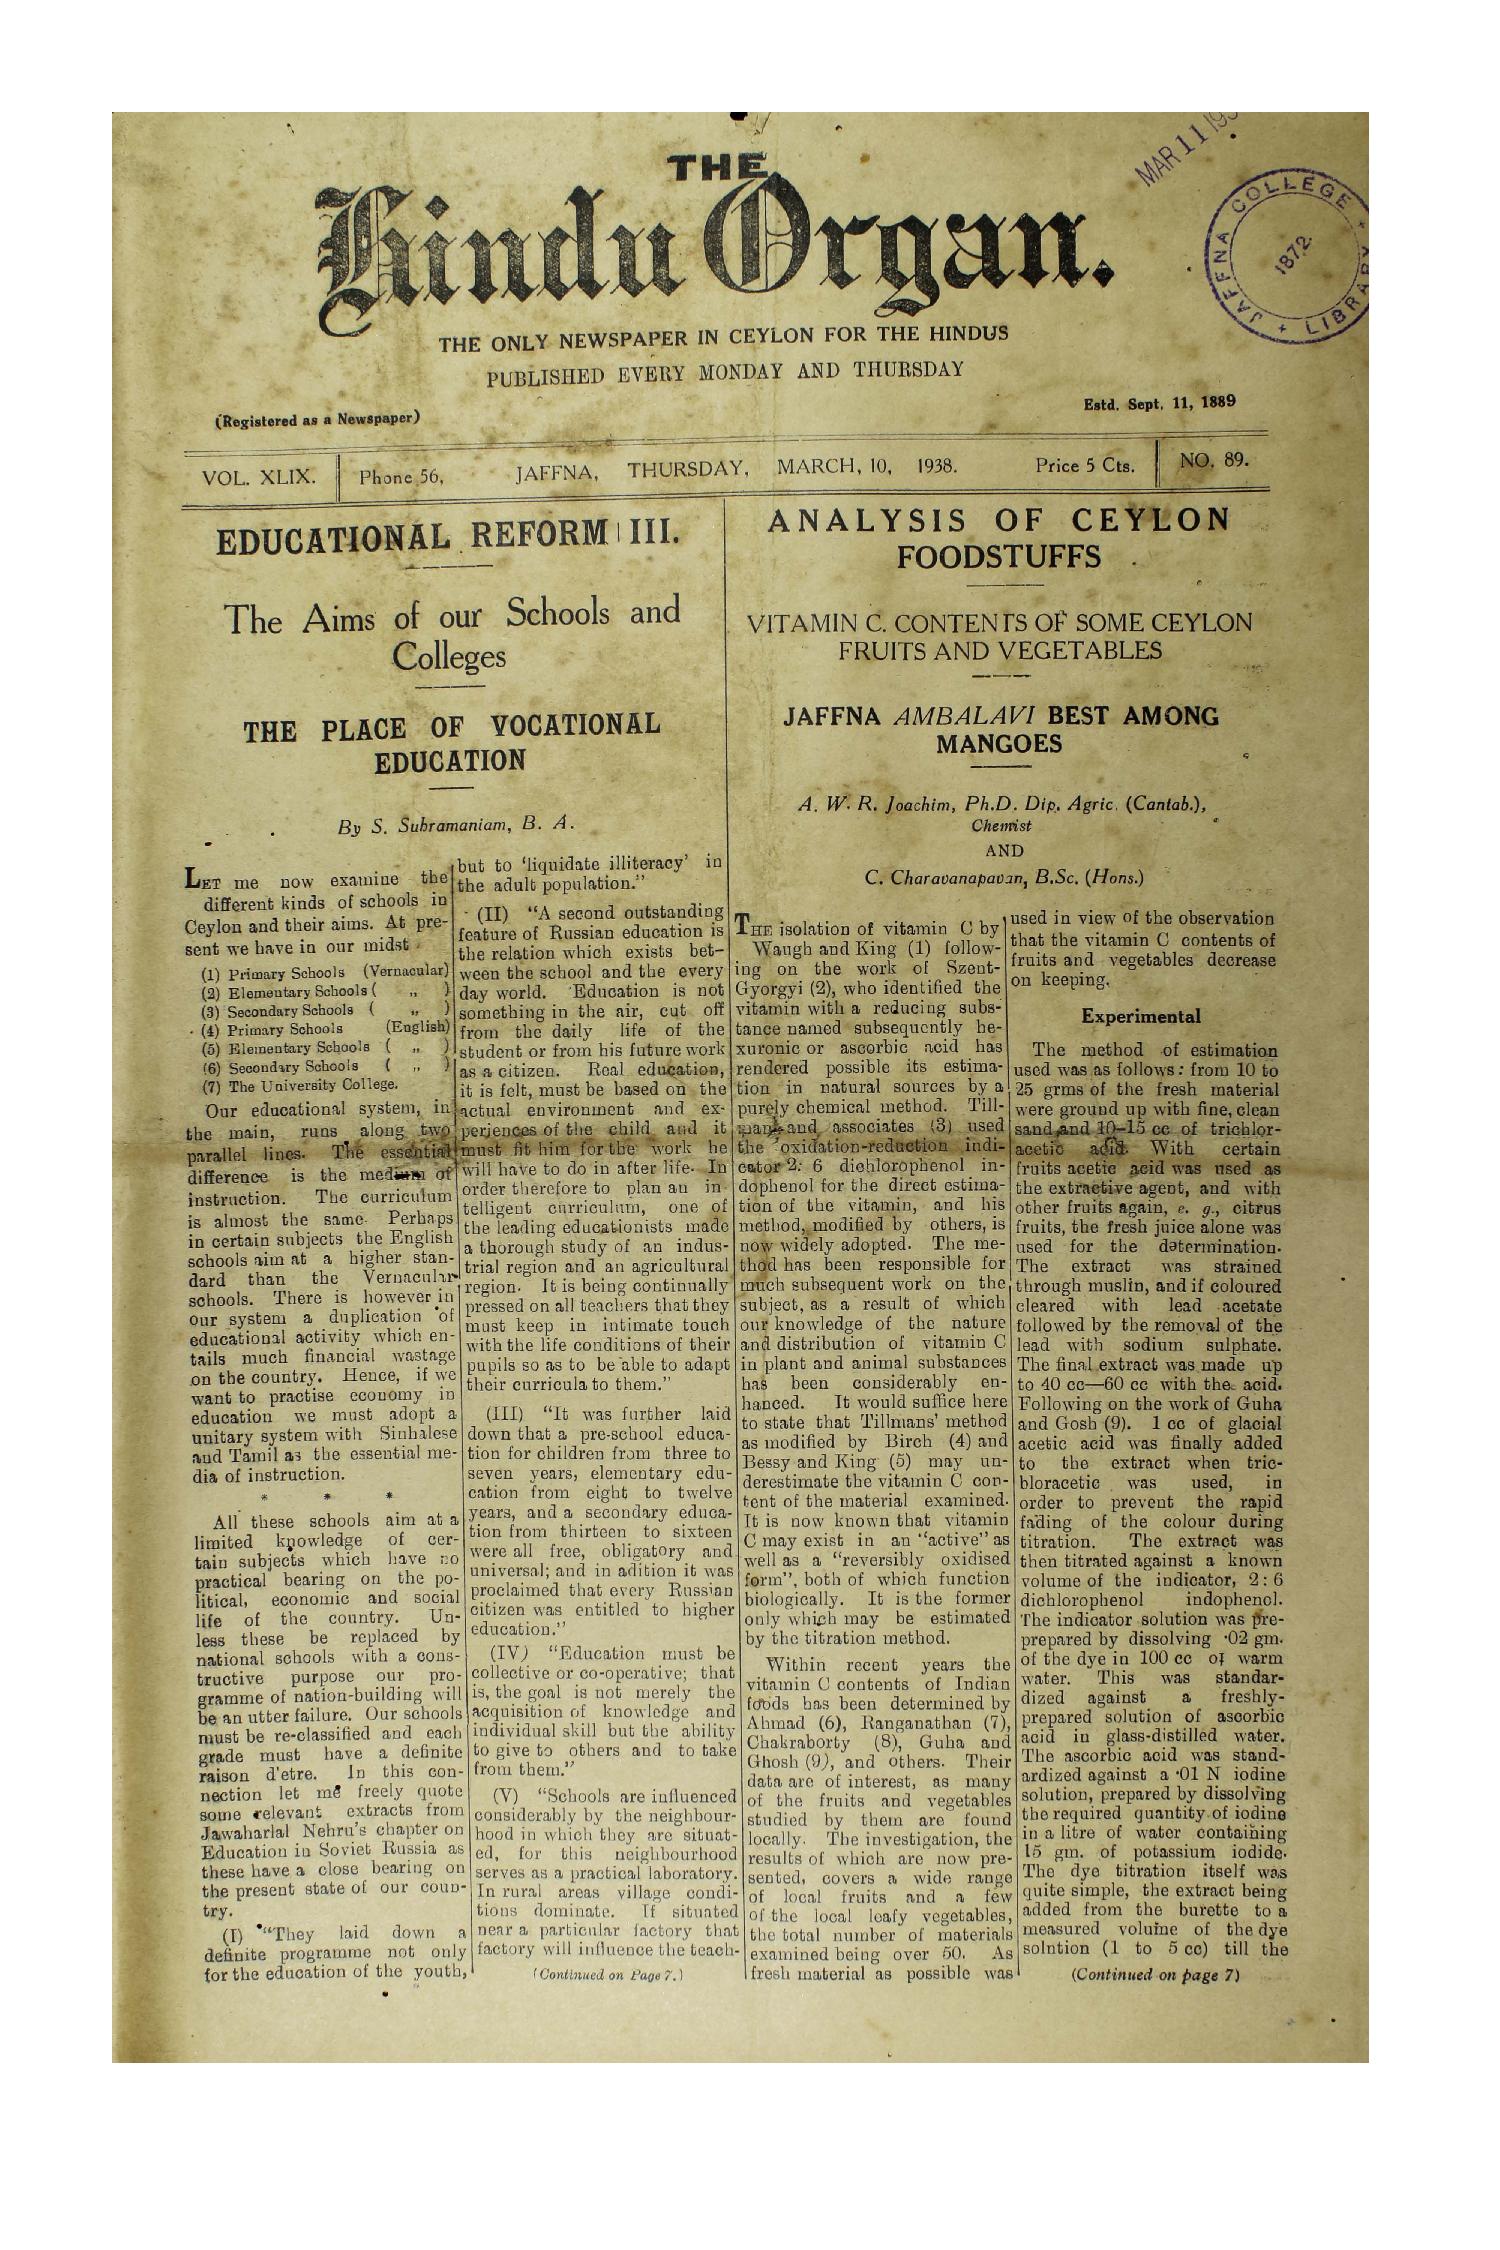 THE
Hindu Organ.
THE ONLY NEWSPAPER IN CEYLON FOR THE HINDUS
PUBLISHED EVERY MONDAY AND THURSDAY
MAR 11
JAFFNA COLLEGE LIBRARY
1872
(Registered as a Newspaper)
Estd. Sept. 11, 1889
VOL. XLIX. Phone 56, JAFFNA, THURSDAY, MARCH, 10, 1938. Price 5 Cts. NO. 89.
EDUCATIONAL REFORM III.
The Aims of our Schools and
Colleges
THE PLACE OF VOCATIONAL
EDUCATION
By S. Subramaniam, B. A.
LET me now examine the
different kinds of schools in
Ceylon and their aims. At pre-
sent we have in our midst
(1) Primary Schools (Vernacular)
(2) Elementary Schools ( „ )
(3) Secondary Schools ( „ )
(4) Primary Schools (English)
(5) Elementary Schools ( „ )
(6) Secondary Schools ( „ )
(7) The University College.
Our educational system, in
the main, runs along two
parallel lines. The essential
difference is the medium of
instruction. The curriculum
is almost the same. Perhaps
in certain subjects the English
schools aim at a higher stan-
dard than the Vernacular
schools. There is however in
our system a duplication of
educational activity which en-
tails much financial wastage
on the country. Hence, if we
want to practise economy in
education we must adopt a
unitary system with Sinhalese
and Tamil as the essential me-
dia of instruction.
* * *
All these schools aim at a
limited knowledge of cer-
tain subjects which have no
practical bearing on the po-
litical, economic and social
life of the country. Un-
less these be replaced by
national schools with a cons-
tructive purpose our pro-
gramme of nation-building will
be an utter failure. Our schools
must be re-classified and each
grade must have a definite
raison d'etre. In this con-
nection let me freely quote
some relevant extracts from
Jawaharlal Nehru's chapter on
Education in Soviet Russia as
these have a close bearing on
the present state of our coun-
try.
(I) "They laid down a
definite programme not only
for the education of the youth,
but to 'liquidate illiteracy' in
the adult population."
(II) "A second outstanding
feature of Russian education is
the relation which exists bet-
ween the school and the every
day world. Education is not
something in the air, cut off
from the daily life of the
student or from his future work
as a citizen. Real education,
it is felt, must be based on the
actual environment and ex-
periences of the child and it
must fit him for the work he
will have to do in after life. In
order therefore to plan an in-
telligent curriculum, one of
the leading educationists made
a thorough study of an indus-
trial region and an agricultural
region. It is being continually
pressed on all teachers that they
must keep in intimate touch
with the life conditions of their
pupils so as to be able to adapt
their curricula to them."
(III) "It was further laid
down that a pre-school educa-
tion for children from three to
seven years, elementary edu-
cation from eight to twelve
years, and a secondary educa-
tion from thirteen to sixteen
were all free, obligatory and
universal; and in adition it was
proclaimed that every Russian
citizen was entitled to higher
education."
(IV) "Education must be
collective or co-operative; that
is, the goal is not merely the
acquisition of knowledge and
individual skill but the ability
to give to others and to take
from them."
(V) "Schools are influenced
considerably by the neighbour-
hood in which they are situat-
ed, for this neighbourhood
serves as a practical laboratory.
In rural areas village condi-
tions dominate. If situated
near a particular factory that
factory will influence the teach-
(Continued on Page 7.)
ANALYSIS OF CEYLON
FOODSTUFFS
VITAMIN C. CONTENTS OF SOME CEYLON
FRUITS AND VEGETABLES
JAFFNA AMBALAVI BEST AMONG
MANGOES
A. W. R. Joachim, Ph.D. Dip. Agric. (Cantab.),
Chemist
AND
C. Charavanapavan, B.Sc. (Hons.)
THE isolation of vitamin C by
Waugh and King (1) follow-
ing on the work of Szent-
Gyorgyi (2), who identified the
vitamin with a reducing subs-
tance named subsequently he-
xuronic or ascorbic acid has
rendered possible its estima-
tion in natural sources by a
purely chemical method. Till-
mans and associates (3) used
the oxidation-reduction indi-
cator 2: 6 dichlorophenol in-
dophenol for the direct estima-
tion of the vitamin, and his
method, modified by others, is
now widely adopted. The me-
thod has been responsible for
much subsequent work on the
subject, as a result of which
our knowledge of the nature
and distribution of vitamin C
in plant and animal substances
has been considerably en-
hanced. It would suffice here
to state that Tillmans' method
as modified by Birch (4) and
Bessy and King (5) may un-
derestimate the vitamin C con-
tent of the material examined.
It is now known that vitamin
C may exist in an "active" as
well as a "reversibly oxidised
form", both of which function
biologically. It is the former
only which may be estimated
by the titration method.
Within recent years the
vitamin C contents of Indian
foods has been determined by
Ahmad (6), Ranganathan (7),
Chakraborty (8), Guha and
Ghosh (9), and others. Their
data are of interest, as many
of the fruits and vegetables
studied by them are found
locally. The investigation, the
results of which are now pre-
sented, covers a wide range
of local fruits and a few
of the local leafy vegetables,
the total number of materials
examined being over 50. As
fresh material as possible was
used in view of the observation
that the vitamin C contents of
fruits and vegetables decrease
on keeping.
Experimental
The method of estimation
used was as follows: from 10 to
25 grms of the fresh material
were ground up with fine, clean
sand and 10-15 cc of trichlor-
acetic acid. With certain
fruits acetic acid was used as
the extractive agent, and with
other fruits again, e. g., citrus
fruits, the fresh juice alone was
used for the determination.
The extract was strained
through muslin, and if coloured
cleared with lead acetate
followed by the removal of the
lead with sodium sulphate.
The final extract was made up
to 40 cc—60 cc with the acid.
Following on the work of Guha
and Gosh (9). 1 cc of glacial
acetic acid was finally added
to the extract when tric-
bloracetic was used, in
order to prevent the rapid
fading of the colour during
titration. The extract was
then titrated against a known
volume of the indicator, 2 : 6
dichlorophenol indophenol.
The indicator solution was pre-
prepared by dissolving ·02 gm.
of the dye in 100 cc of warm
water. This was standar-
dized against a freshly-
prepared solution of ascorbic
acid in glass-distilled water.
The ascorbic acid was stand-
ardized against a ·01 N iodine
solution, prepared by dissolving
the required quantity of iodine
in a litre of water containing
15 gm. of potassium iodide.
The dye titration itself was
quite simple, the extract being
added from the burette to a
measured volume of the dye
solntion (1 to 5 cc) till the
(Continued on page 7)